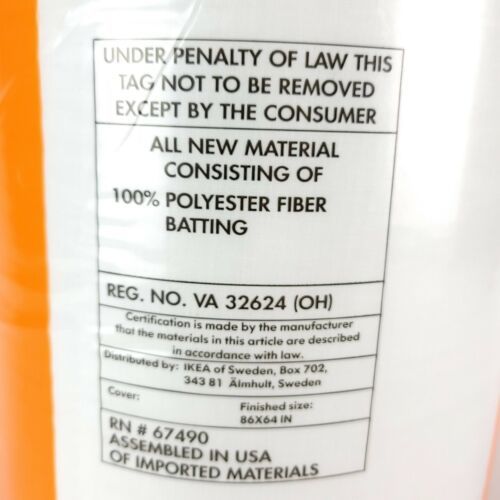 UNDER PENALTY OF LAW THIS
TAG NOT TO BE REMOVED
EXCEPT BY THE CONSUMER
ALL NEW MATERIAL
CONSISTING OF
100% POLYESTER FIBER
BATTING
REG. NO. VA 32624 (OH)
Certification is made by the manufacturer
that the materials in this article are described
in accordance with law.
Distributed by: IKEA of Sweden, Box 702,
343 81 Älmhult, Sweden
Cover:
Finished size:
86X64 IN
RN # 67490
ASSEMBLED IN USA
OF IMPORTED MATERIALS